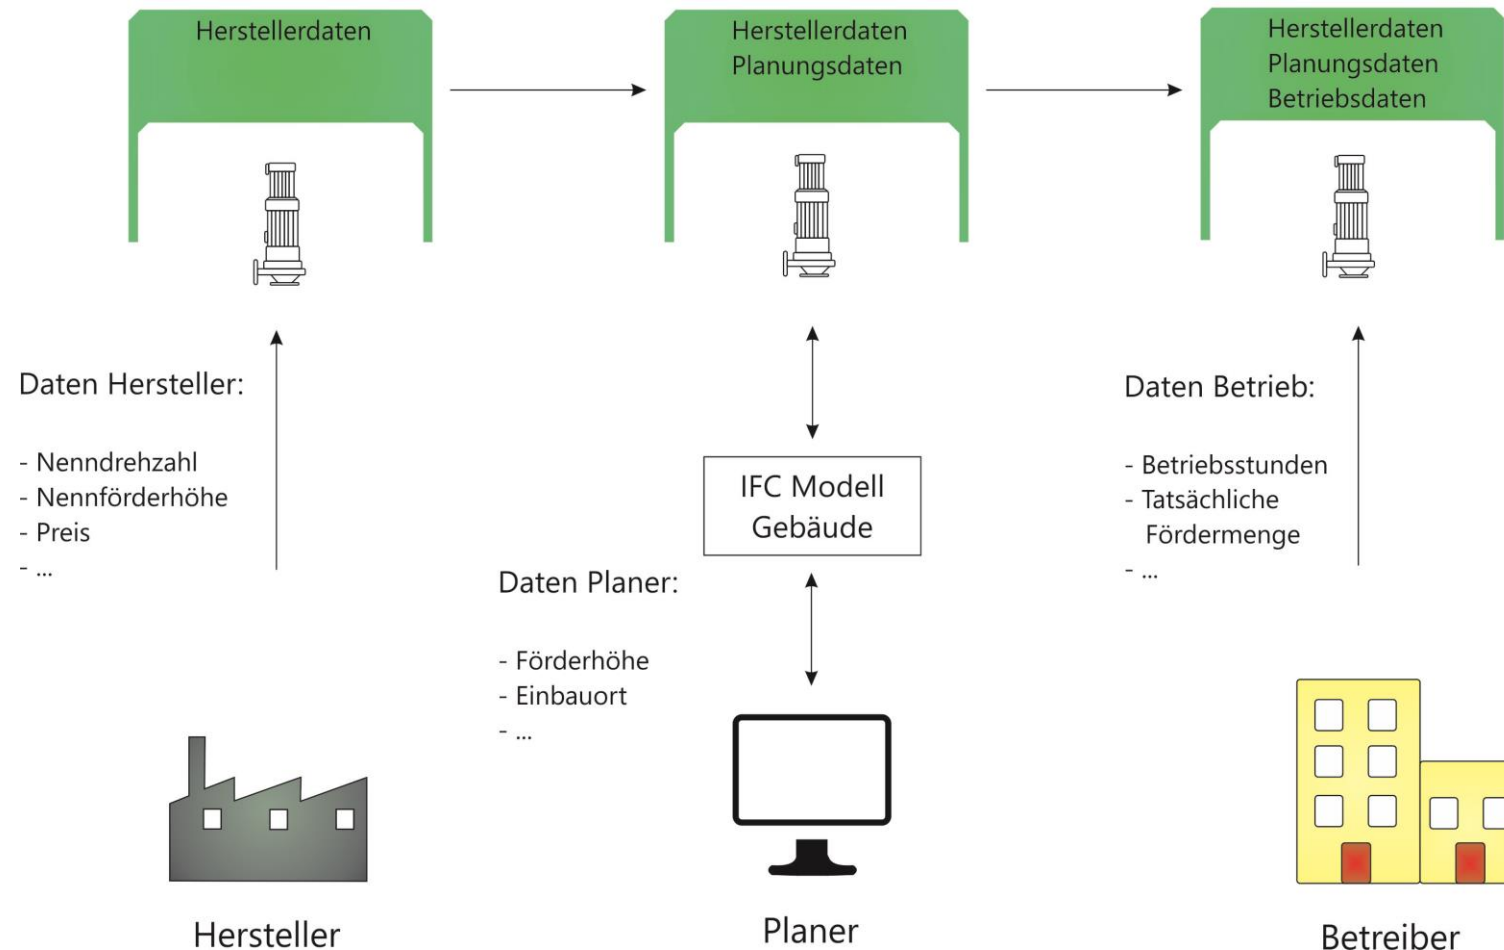 Herstellerdaten
Herstellerdaten
Planungsdaten
Herstellerdaten
Planungsdaten
Betriebsdaten
Daten Hersteller:
- Nenndrehzahl
- Nennförderhöhe
- Preis
- ...
IFC Modell
Gebäude
Daten Planer:
- Förderhöhe
- Einbauort
- ...
Daten Betrieb:
- Betriebsstunden
- Tatsächliche
Fördermenge
- ...
Hersteller
Planer
Betreiber